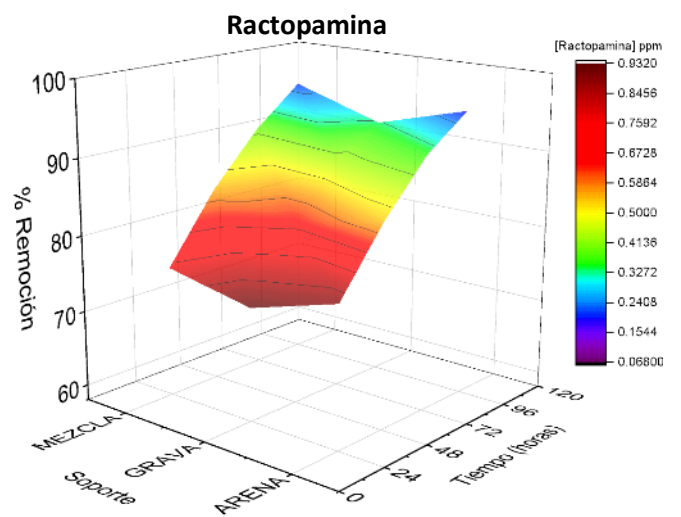 Ractopamina
[Ractopamina] ppm
100
90
80
70
60
% Remoción
0.9320
0.8456
0.7592
0.6728
0.5864
0.5000
0.4136
0.3272
0.2408
0.1544
0.06800
MEZCLA
GRAVA
ARENA
Soporte
0
24
48
72
96
120
Tiempo (horas)